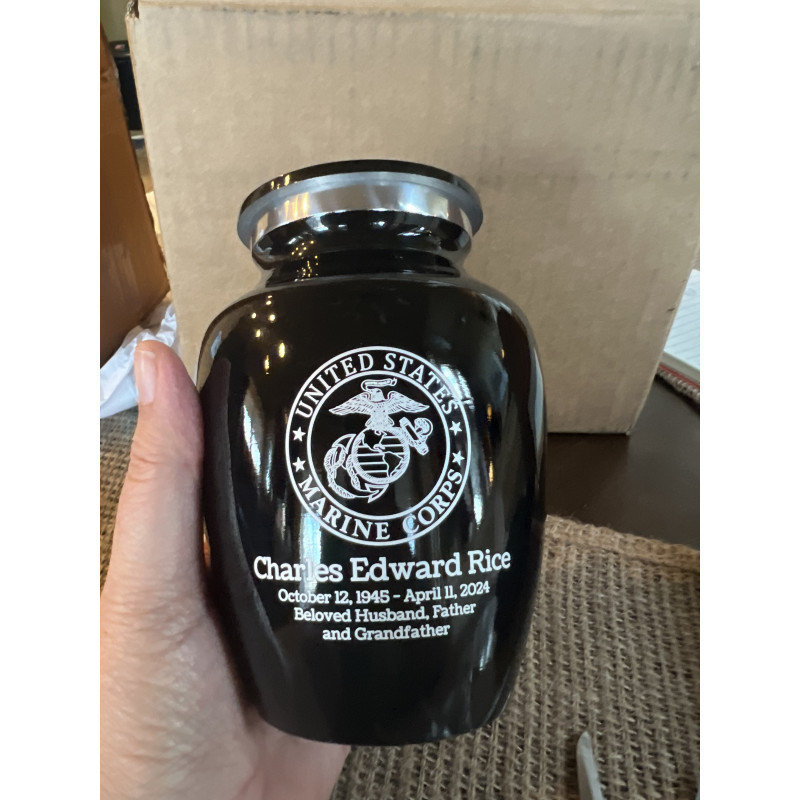 UNITED STATES
MARINE CORPS
Charles Edward Rice
October 12, 1945 - April 11, 2024
Beloved Husband, Father
and Grandfather